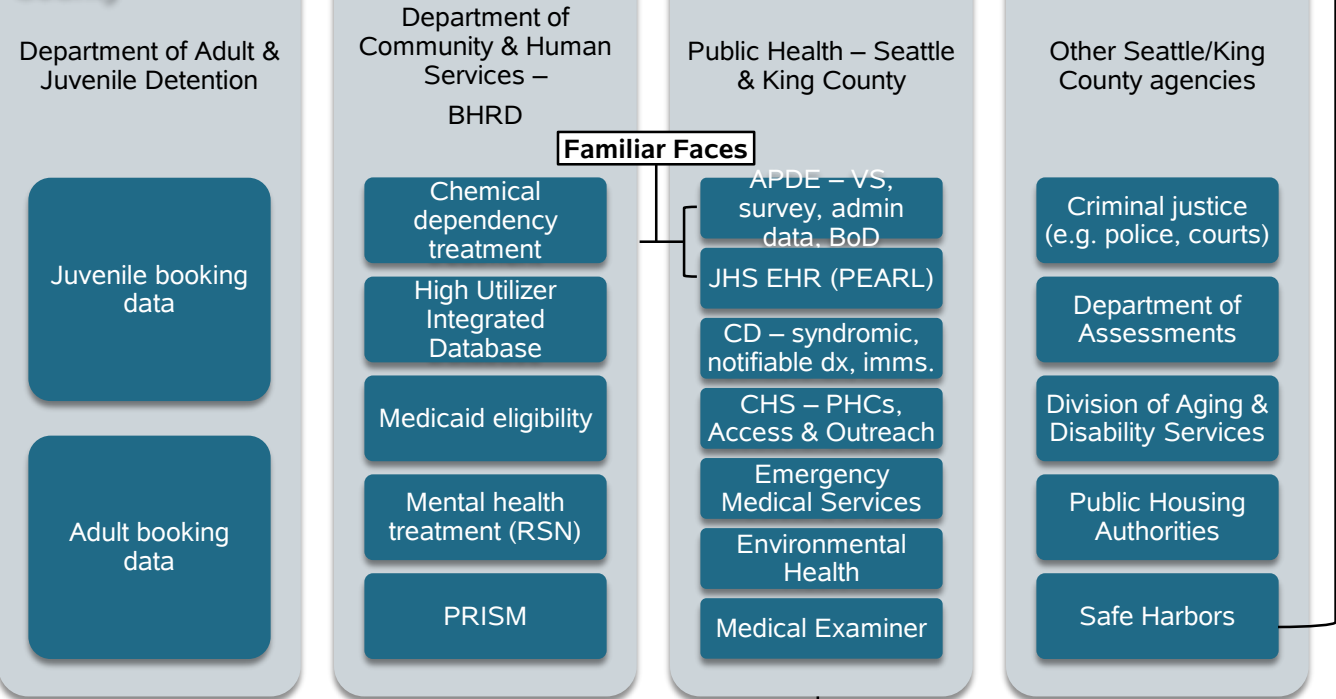 Department of Adult &
Juvenile Detention
Juvenile booking
data
Adult booking
data
Department of
Community & Human
Services –
BHRD
Familiar Faces
Chemical
dependency
treatment
High Utilizer
Integrated
Database
Medicaid eligibility
Mental health
treatment (RSN)
PRISM
Public Health – Seattle
& King County
APDE – VS,
survey, admin
data, BoD
JHS EHR (PEARL)
CD – syndromic,
notifiable dx, imms.
CHS – PHCs,
Access & Outreach
Emergency
Medical Services
Environmental
Health
Medical Examiner
Other Seattle/King
County agencies
Criminal justice
(e.g. police, courts)
Department of
Assessments
Division of Aging &
Disability Services
Public Housing
Authorities
Safe Harbors